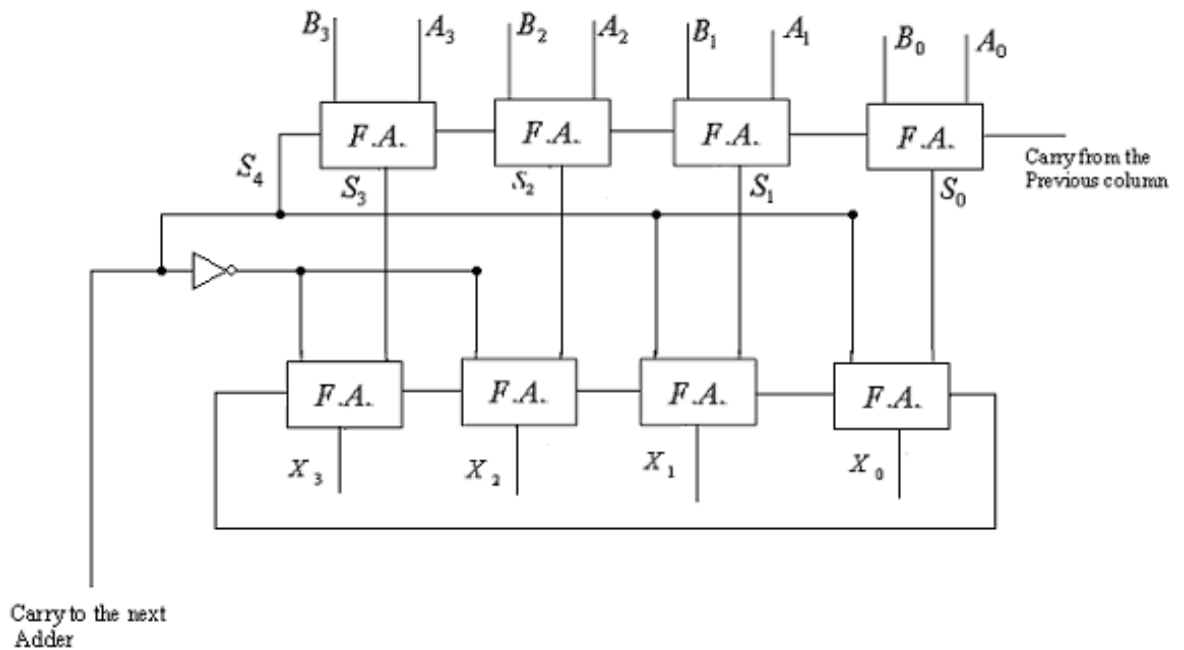 B₃ A₃ B₂ A₂ B₁ A₁ B₀ A₀
F.A. F.A. F.A. F.A.
Carry from the
Previous column
S₄ S₃ S₂ S₁ S₀
F.A. F.A. F.A. F.A.
X₃ X₂ X₁ X₀
Carry to the next
Adder